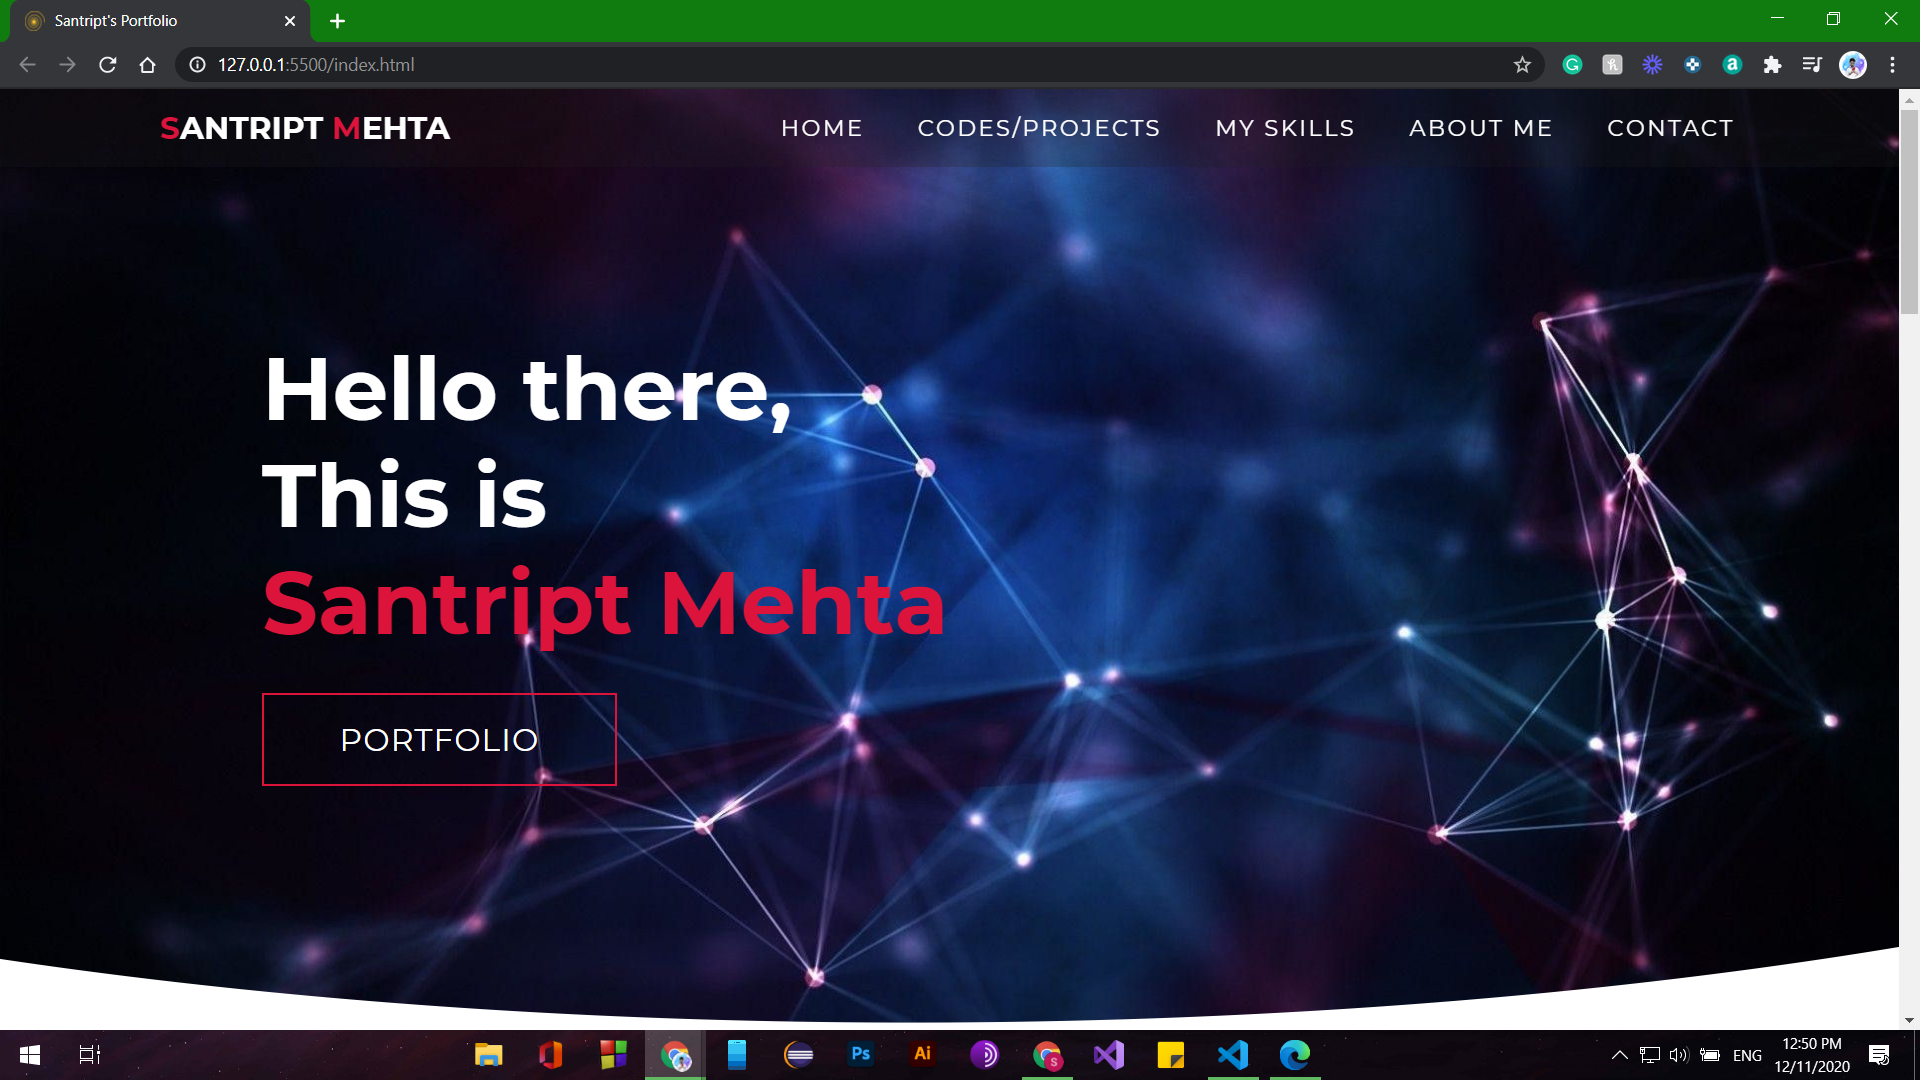 Santript's Portfolio
127.0.0.1:5500/index.html
SANTRIPT MEHTA
HOME
CODES/PROJECTS
MY SKILLS
ABOUT ME
CONTACT
Hello there,
This is
Santript Mehta
PORTFOLIO
Ps
Ai
S
ENG
12:50 PM
12/11/2020